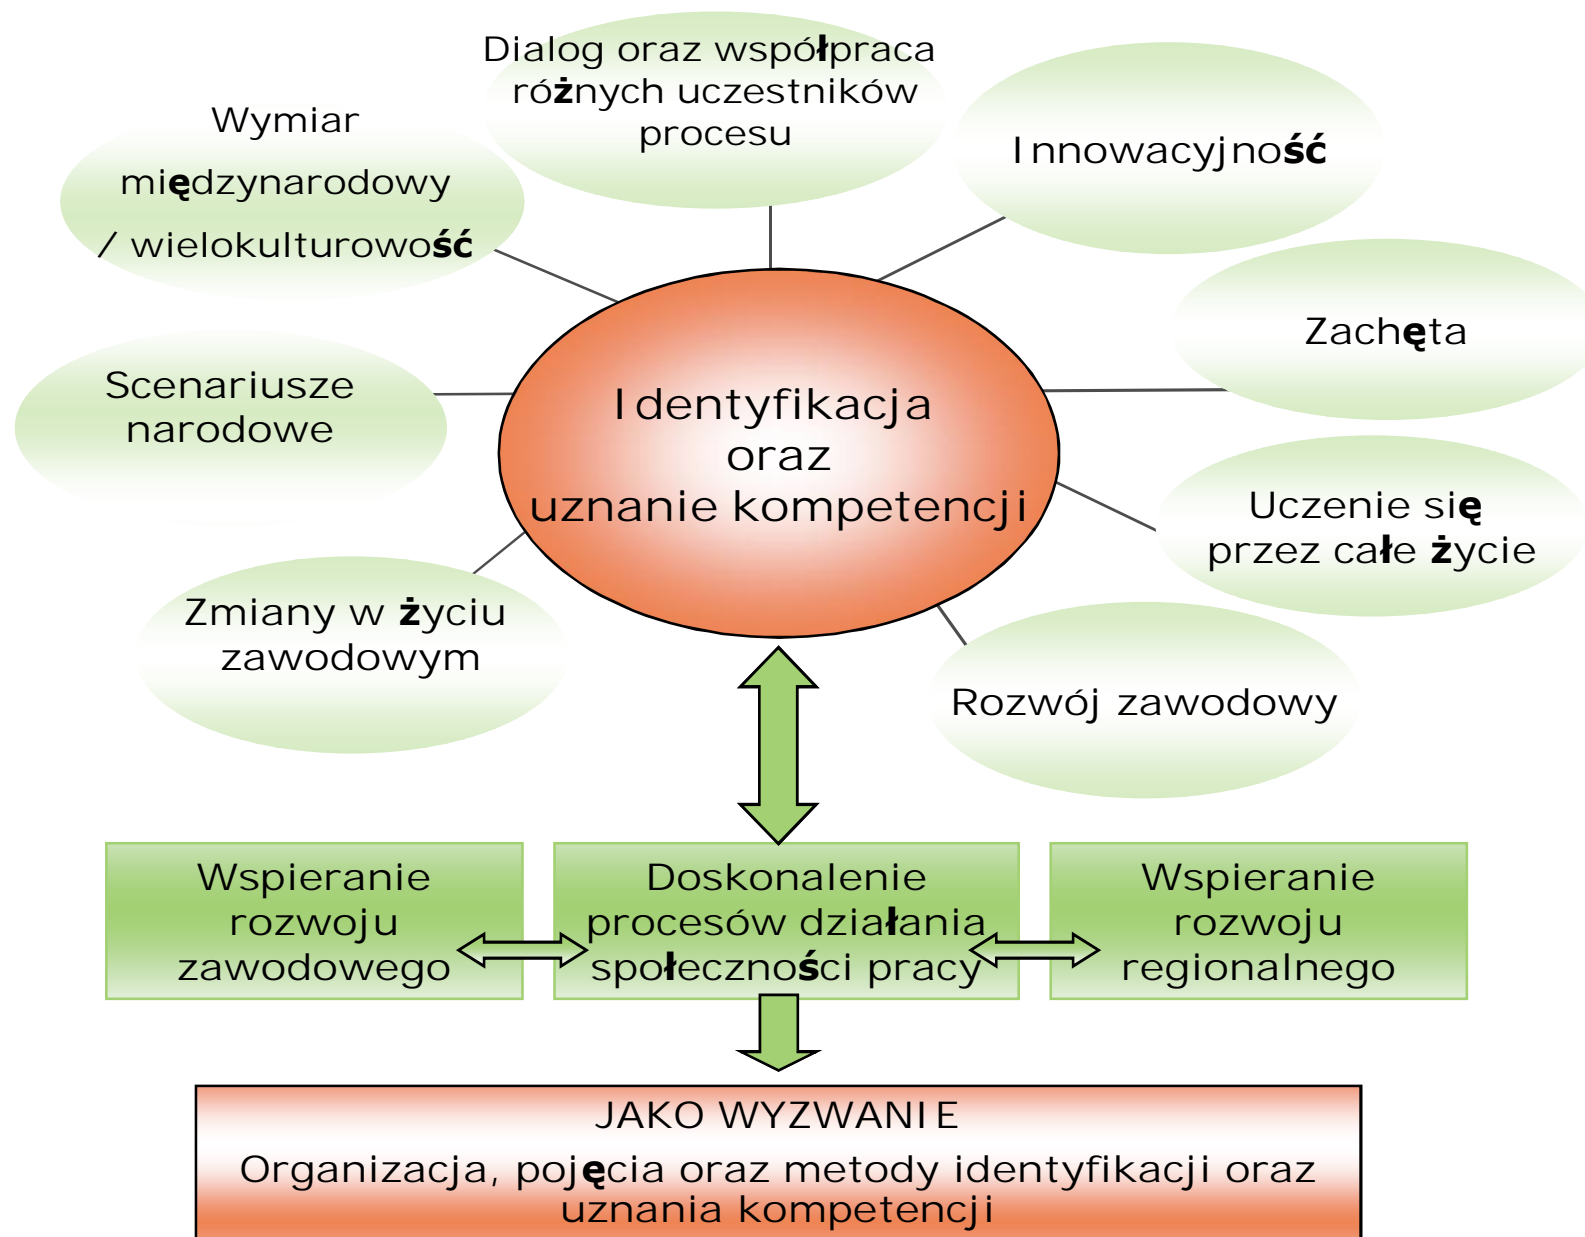 Dialog oraz współpraca
różnych uczestników
procesu
Wymiar
międzynarodowy
/ wielokulturowość
Innowacyjność
Zachęta
Scenariusze
narodowe
Identyfikacja
oraz
uznanie kompetencji
Uczenie się
przez całe życie
Zmiany w życiu
zawodowym
Rozwój zawodowy
Wspieranie
rozwoju
zawodowego
Doskonalenie
procesów działania
społeczności pracy
Wspieranie
rozwoju
regionalnego
JAKO WYZWANIE
Organizacja, pojęcia oraz metody identyfikacji oraz
uznania kompetencji